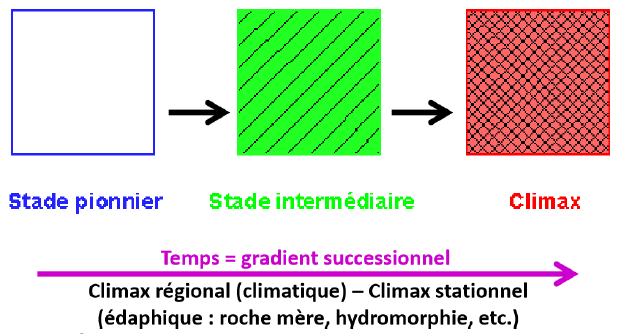 Stade pionnier
Stade intermédiaire
Climax
Temps = gradient successionnel
Climax régional (climatique) – Climax stationnel
(édaphique : roche mère, hydromorphie, etc.)